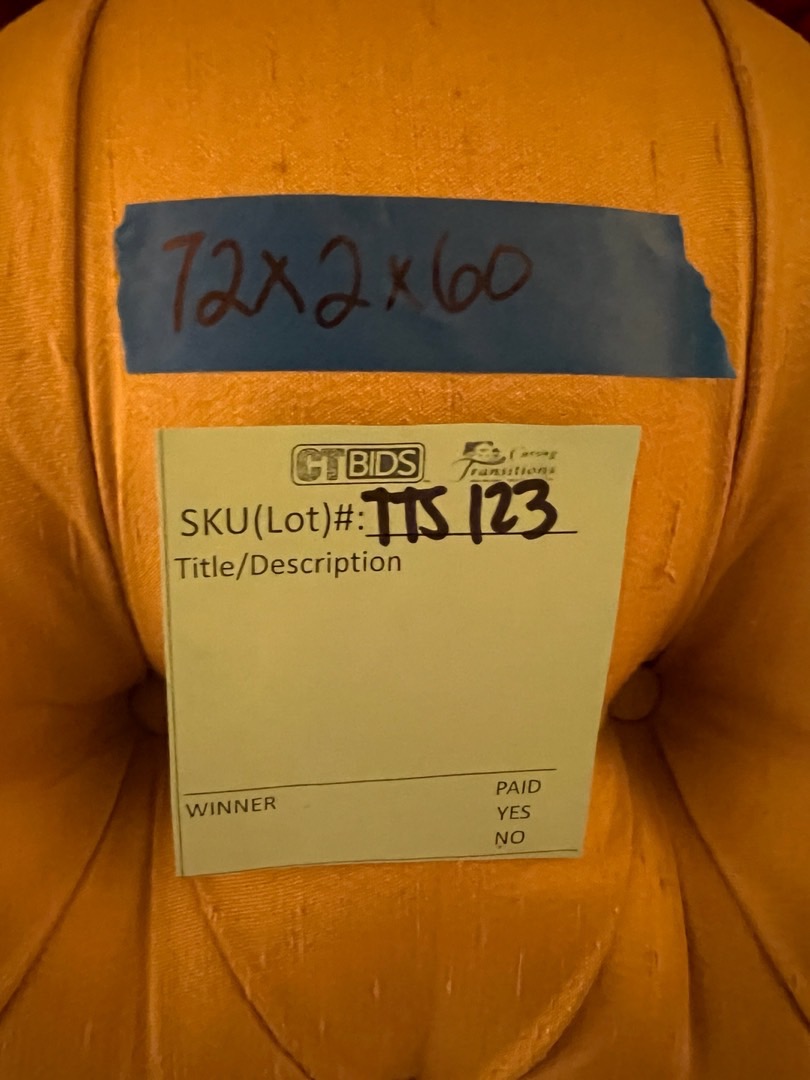 72x2x60
CTBIDS
Caring
Transitions
SKU(Lot)#: TTS 123
Title/Description
WINNER
PAID
YES
NO